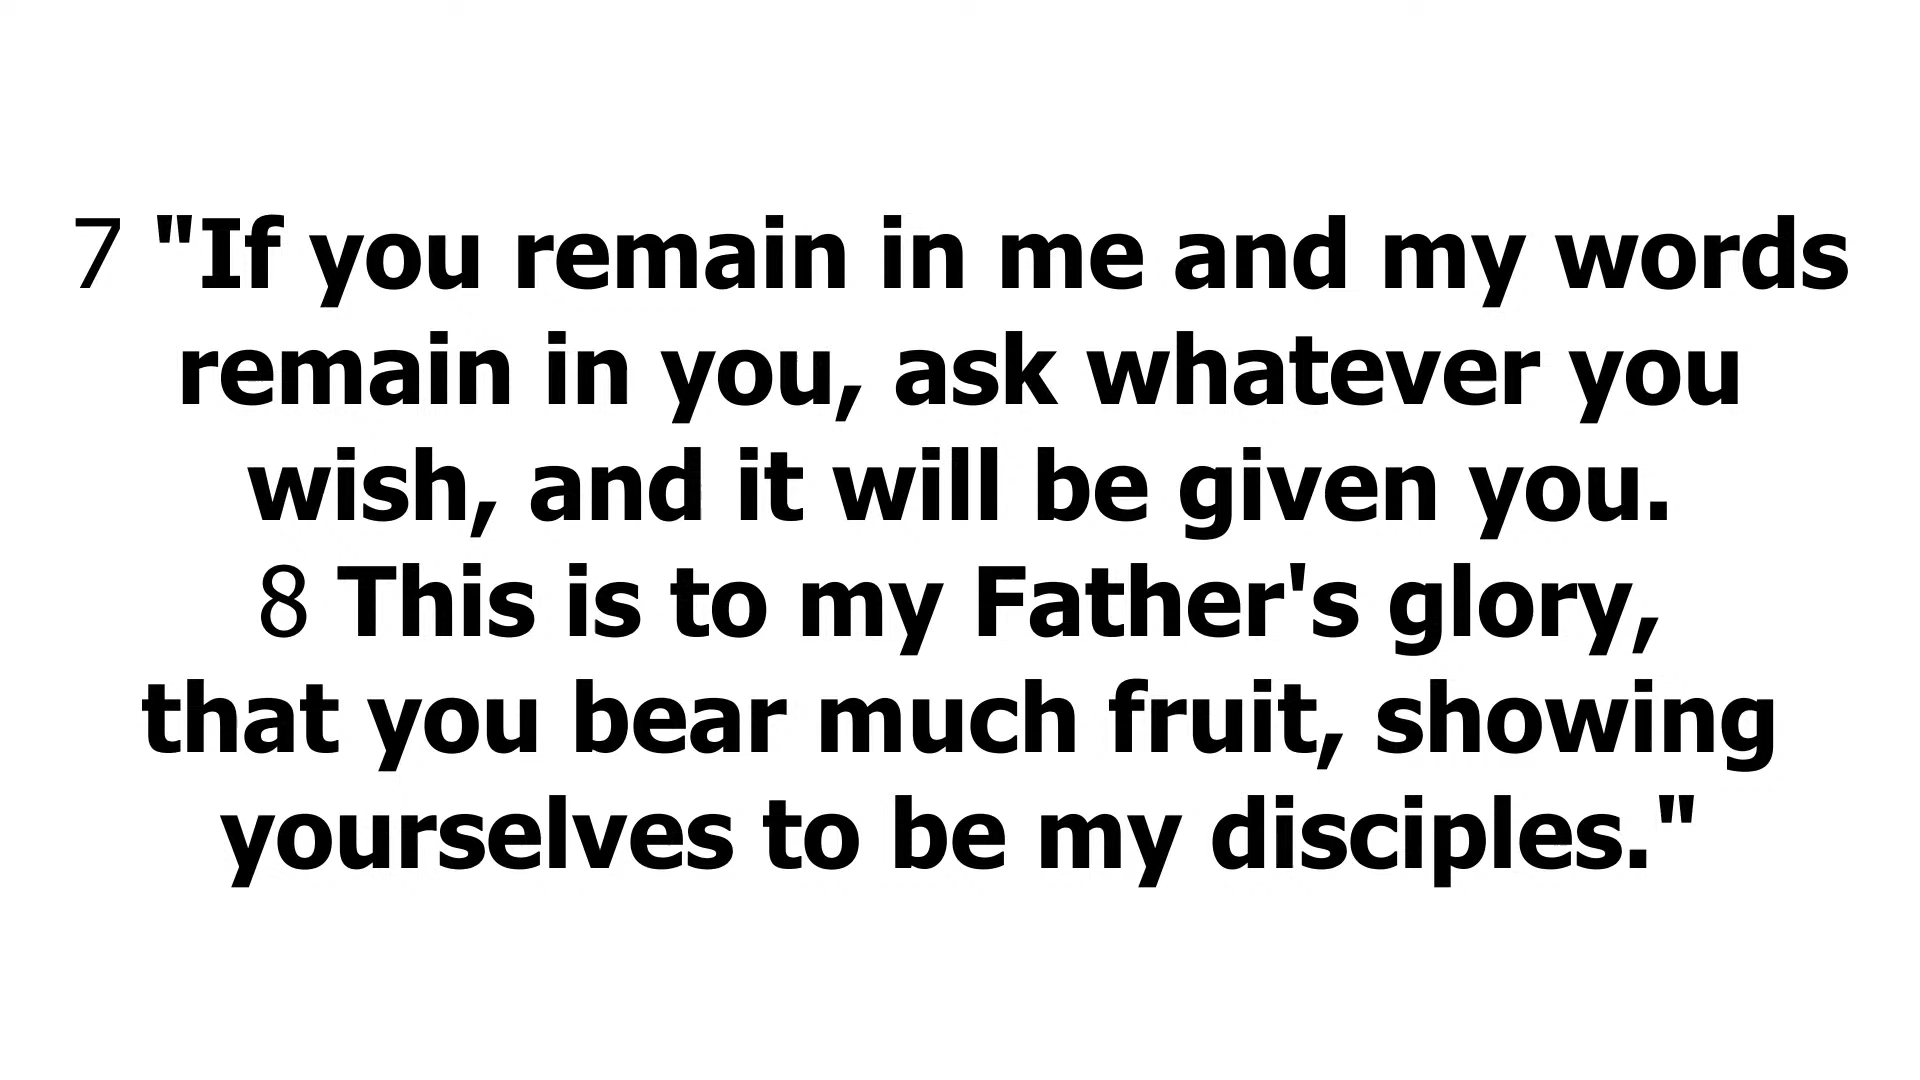 7 "If you remain in me and my words
remain in you, ask whatever you
wish, and it will be given you.
8 This is to my Father's glory,
that you bear much fruit, showing
yourselves to be my disciples."